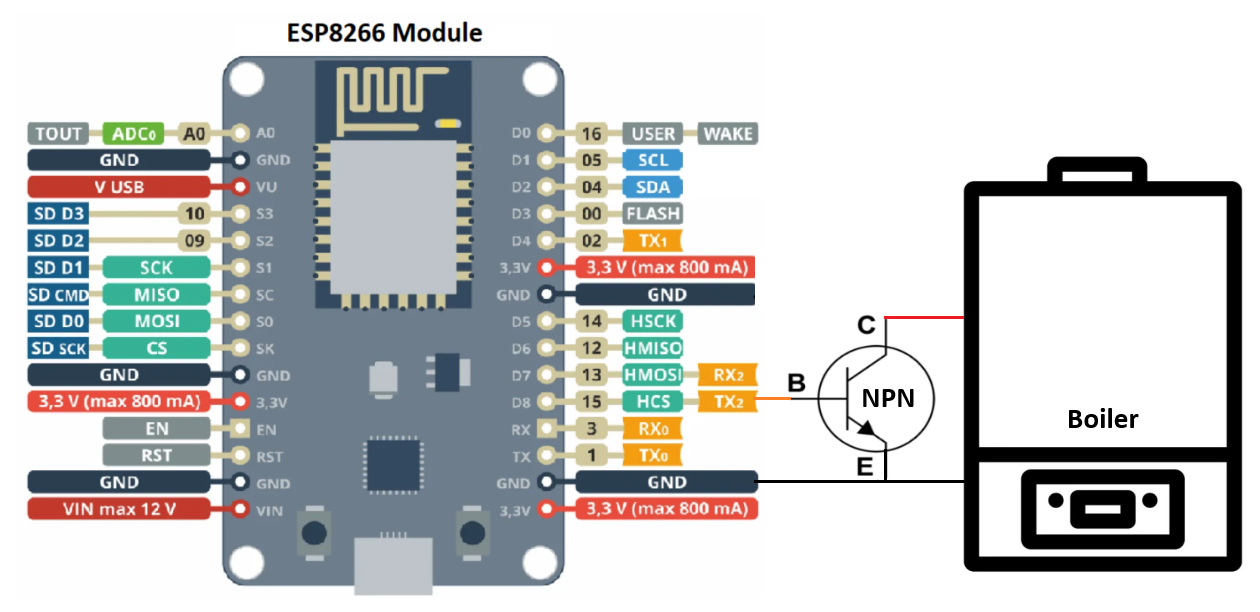 ESP8266 Module
TOUT ADC0 A0 A0 D0 16 USER WAKE
GND GND D1 05 SCL
V USB VU D2 04 SDA
SD D3 10 S3 D3 00 FLASH
SD D2 09 S2 D4 02 TX1
SD D1 SCK S1 3,3V 3,3 V (max 800 mA)
SD CMD MISO SC GND GND
SD D0 MOSI S0 D5 14 HSCK
SD SCK CS SK D6 12 HMISO
GND GND D7 13 HMOSI RX2
3,3 V (max 800 mA) 3,3V D8 15 HCS TX2
EN EN RX 3 RX0
RST RST TX 1 TX0
GND GND GND GND
VIN max 12 V VIN 3,3V 3,3 V (max 800 mA)
C
B
NPN
E
Boiler